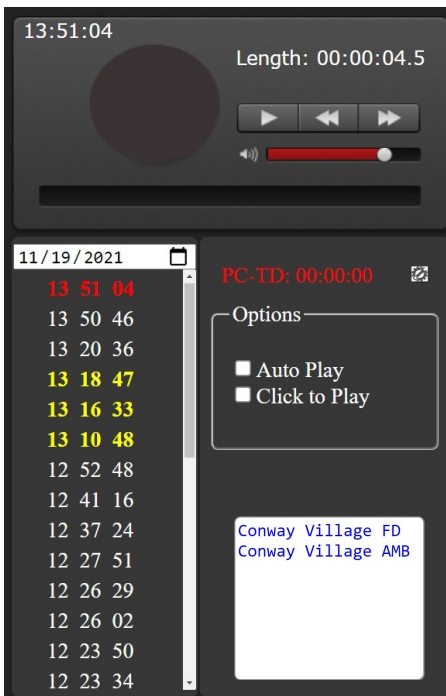 13:51:04
Length: 00:00:04.5
11/19/2021
13 51 04
13 50 46
13 20 36
13 18 47
13 16 33
13 10 48
12 52 48
12 41 16
12 37 24
12 27 51
12 26 29
12 26 02
12 23 50
12 23 34
PC-TD: 00:00:00
Options
Auto Play
Click to Play
Conway Village FD
Conway Village AMB